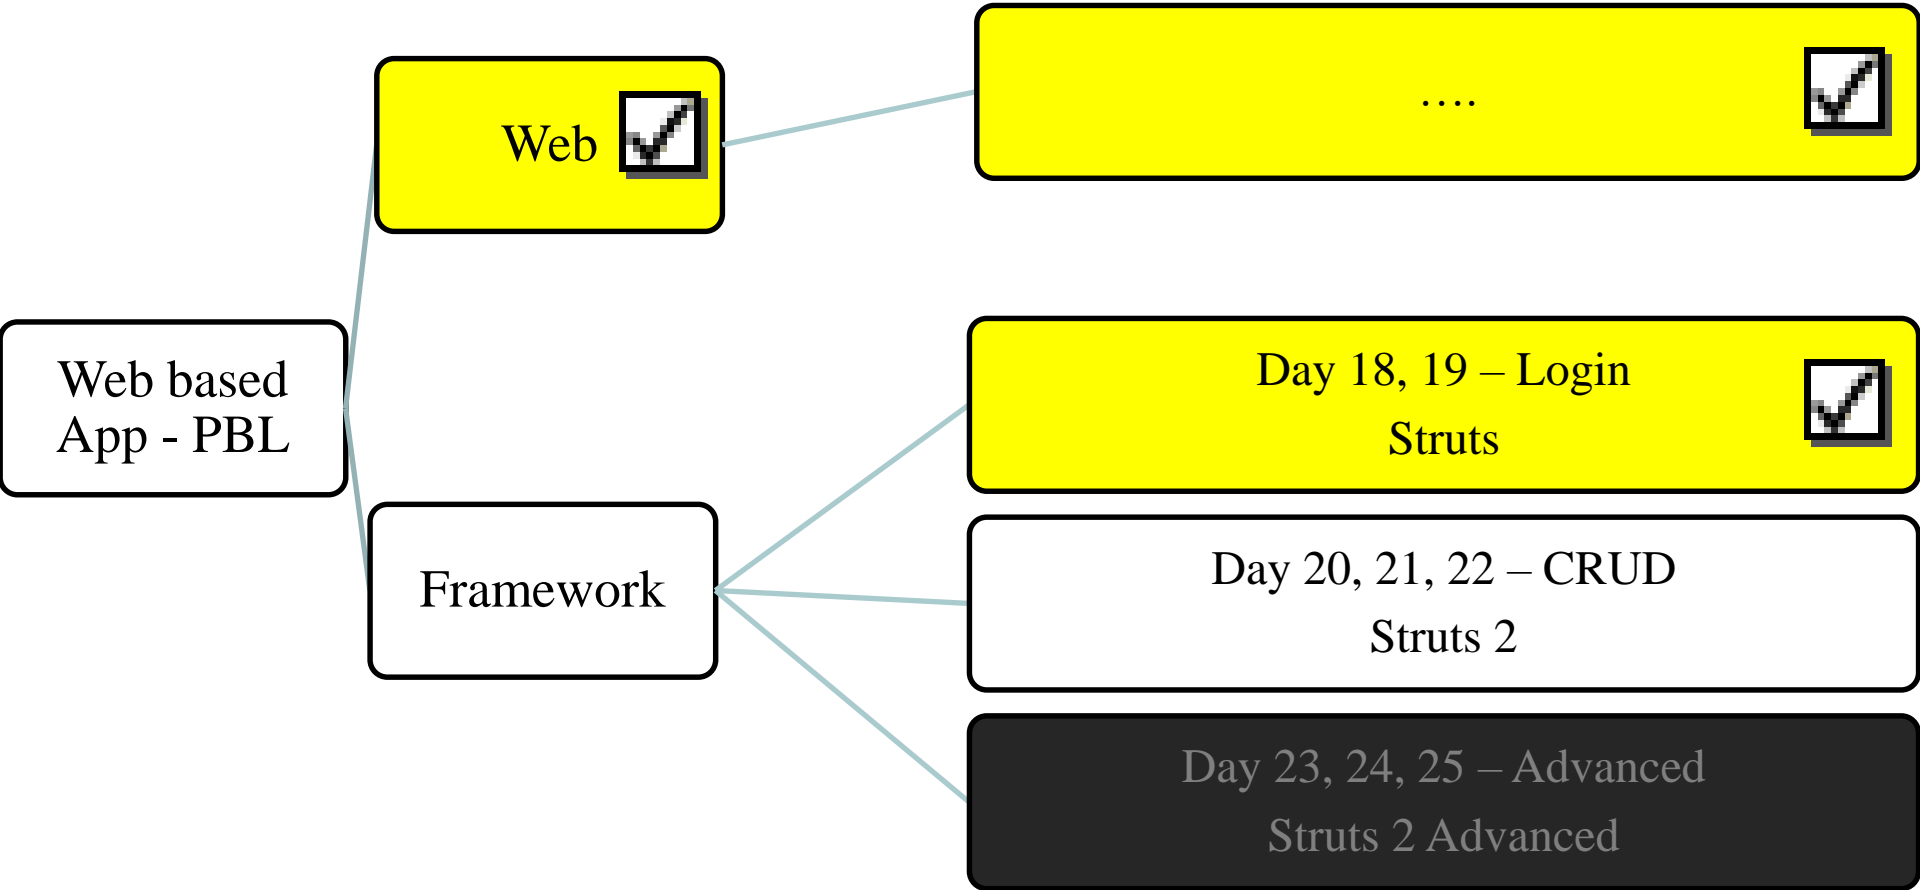 Web based
App - PBL
Web
….
Framework
Day 18, 19 – Login
Struts
Day 20, 21, 22 – CRUD
Struts 2
Day 23, 24, 25 – Advanced
Struts 2 Advanced